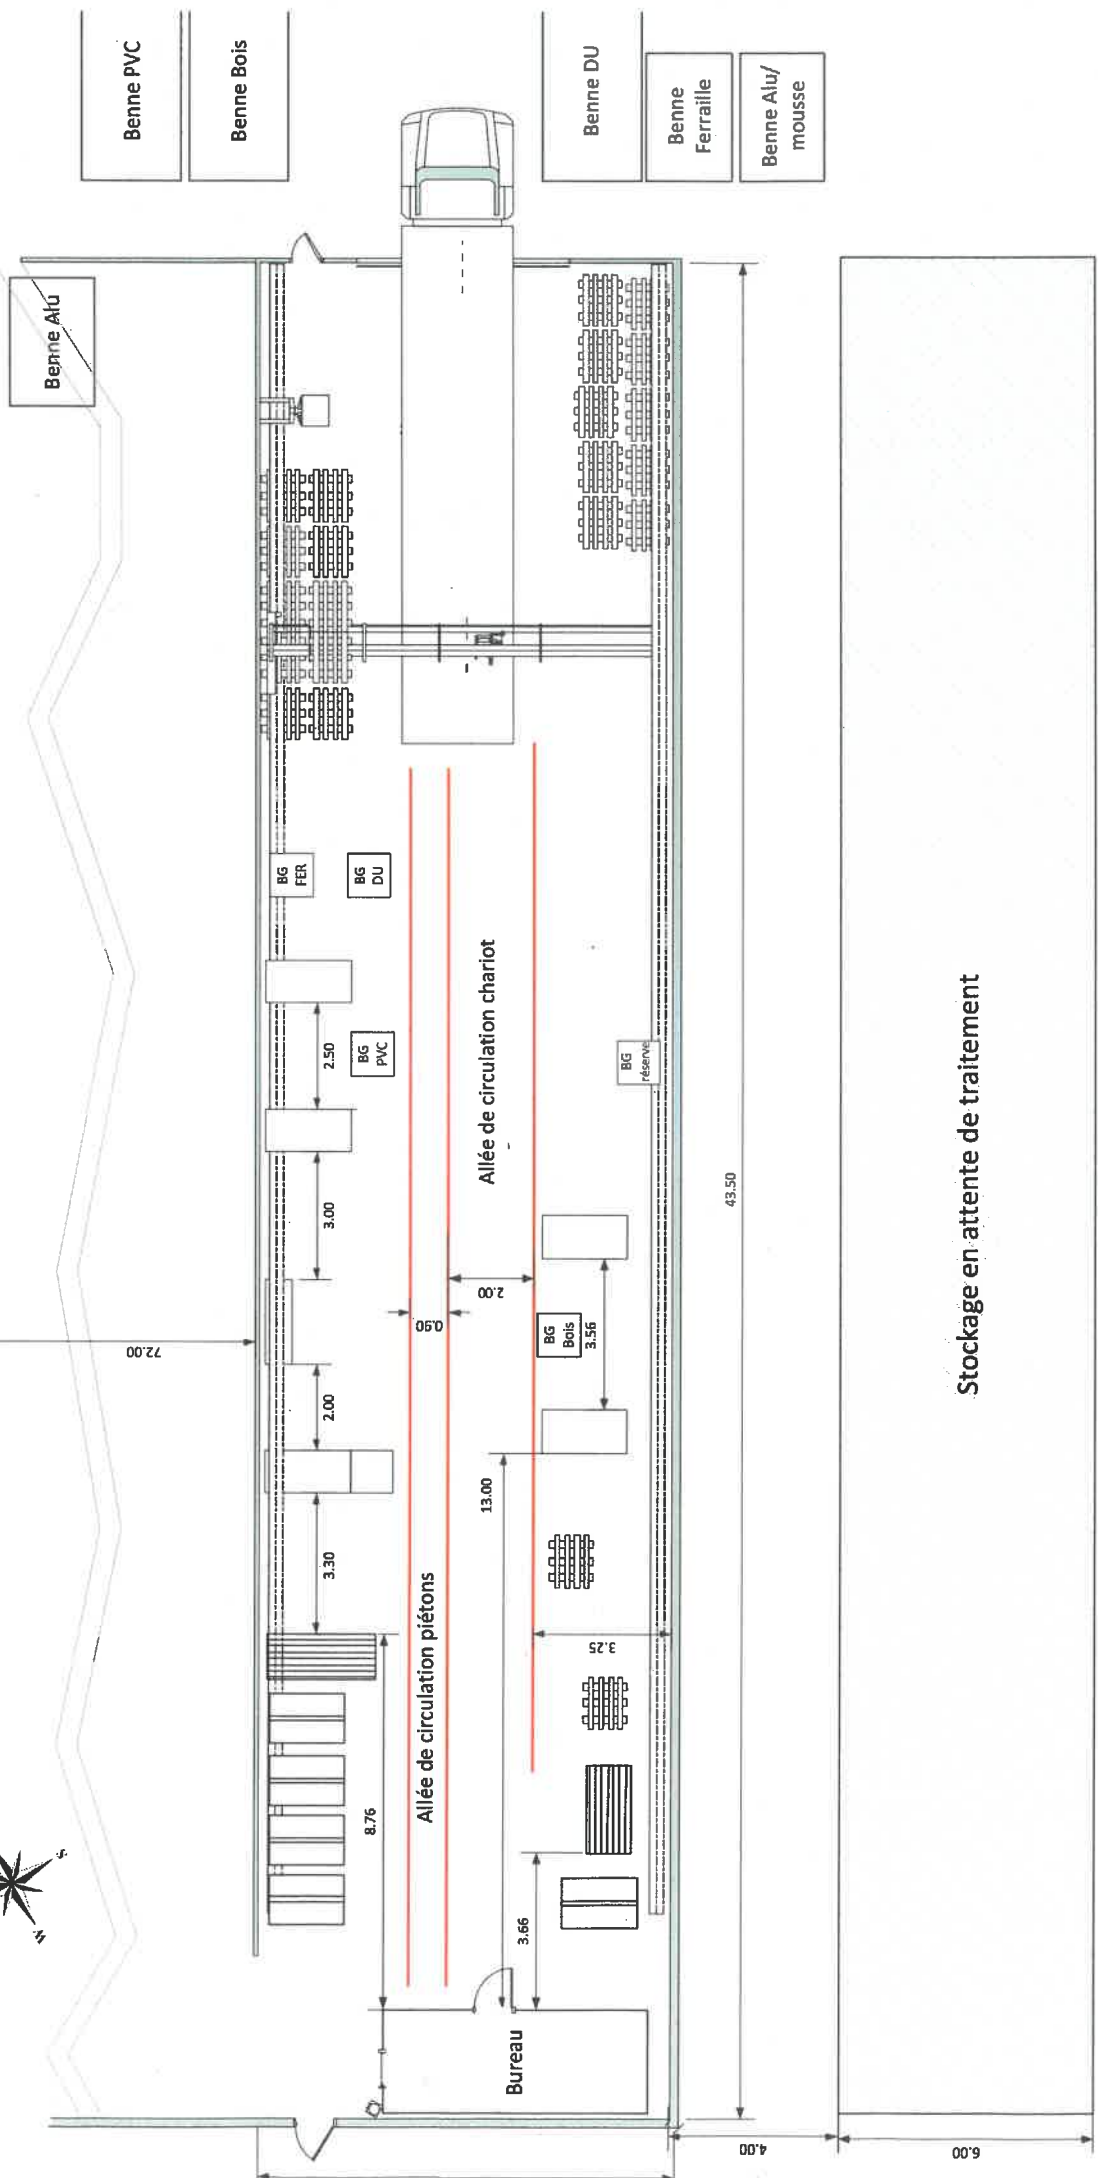 Benne PVC
Benne Bois
Benne DU
Benne
Ferraille
Benne Alu/
mousse
Benne Alu
BG
FER
BG
DU
2.50
BG
PVC
Allée de circulation chariot
BG
réserve
3.00
43.50
72.00
0.90
2.00
BG
Bois
3.56
2.00
13.00
3.30
Allée de circulation piétons
3.25
8.76
3.66
Bureau
S
W
Stockage en attente de traitement
4.00
6.00